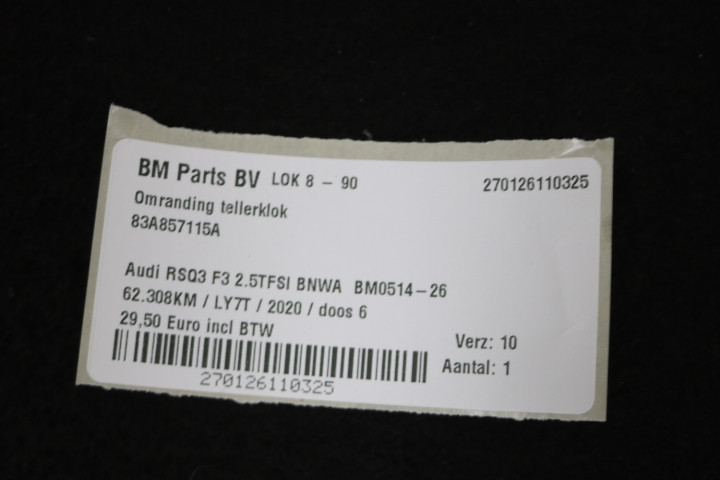 BM Parts BV LOK 8 - 90 270126110325
Omranding tellerklok
83A857115A
Audi RSQ3 F3 2.5TFSI BNWA BM0514-26
62.308KM / LY7T / 2020 / doos 6
29,50 Euro incl BTW
Verz: 10
Aantal: 1
270126110325